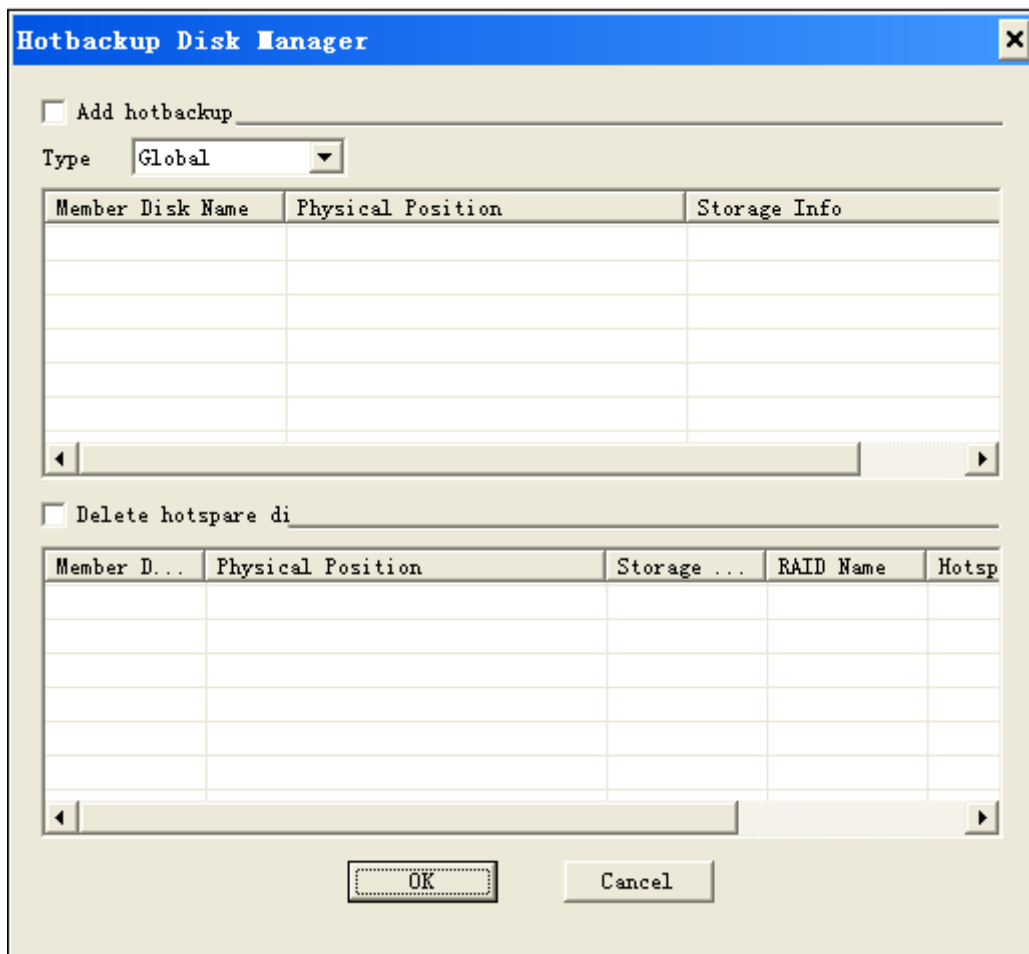 Hotbackup Disk Manager
Add hotbackup
Type Global
Member Disk Name Physical Position Storage Info
Delete hotspare di
Member D... Physical Position Storage ... RAID Name Hotsp
OK Cancel